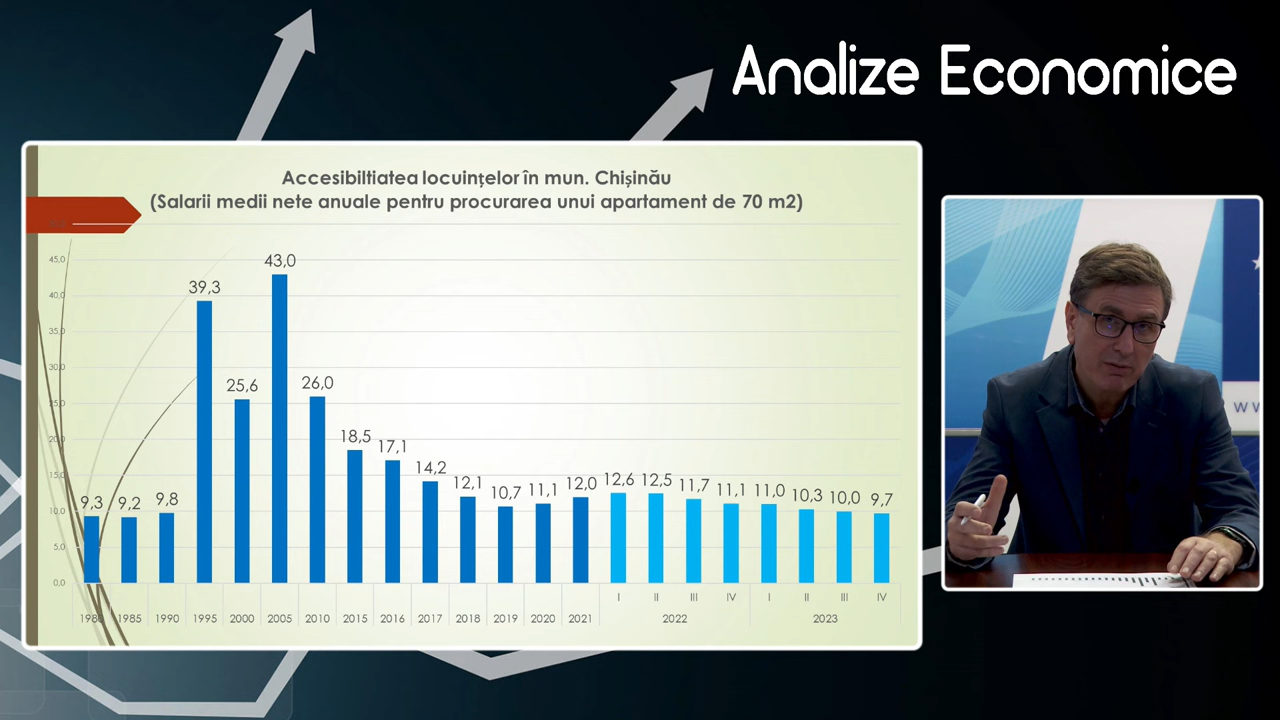 Analize Economice
Accesibiltiatea locuințelor în mun. Chișinău
(Salarii medii nete anuale pentru procurarea unui apartament de 70 m2)
45,0
40,0
35,0
30,0
25,0
20,0
15,0
10,0
5,0
0,0
9,3 9,2 9,8 39,3 25,6 43,0 26,0 18,5 17,1 14,2 12,1 10,7 11,1 12,0 12,6 12,5 11,7 11,1 11,0 10,3 10,0 9,7
I II III IV I II III IV
1980 1985 1990 1995 2000 2005 2010 2015 2016 2017 2018 2019 2020 2021 2022 2023